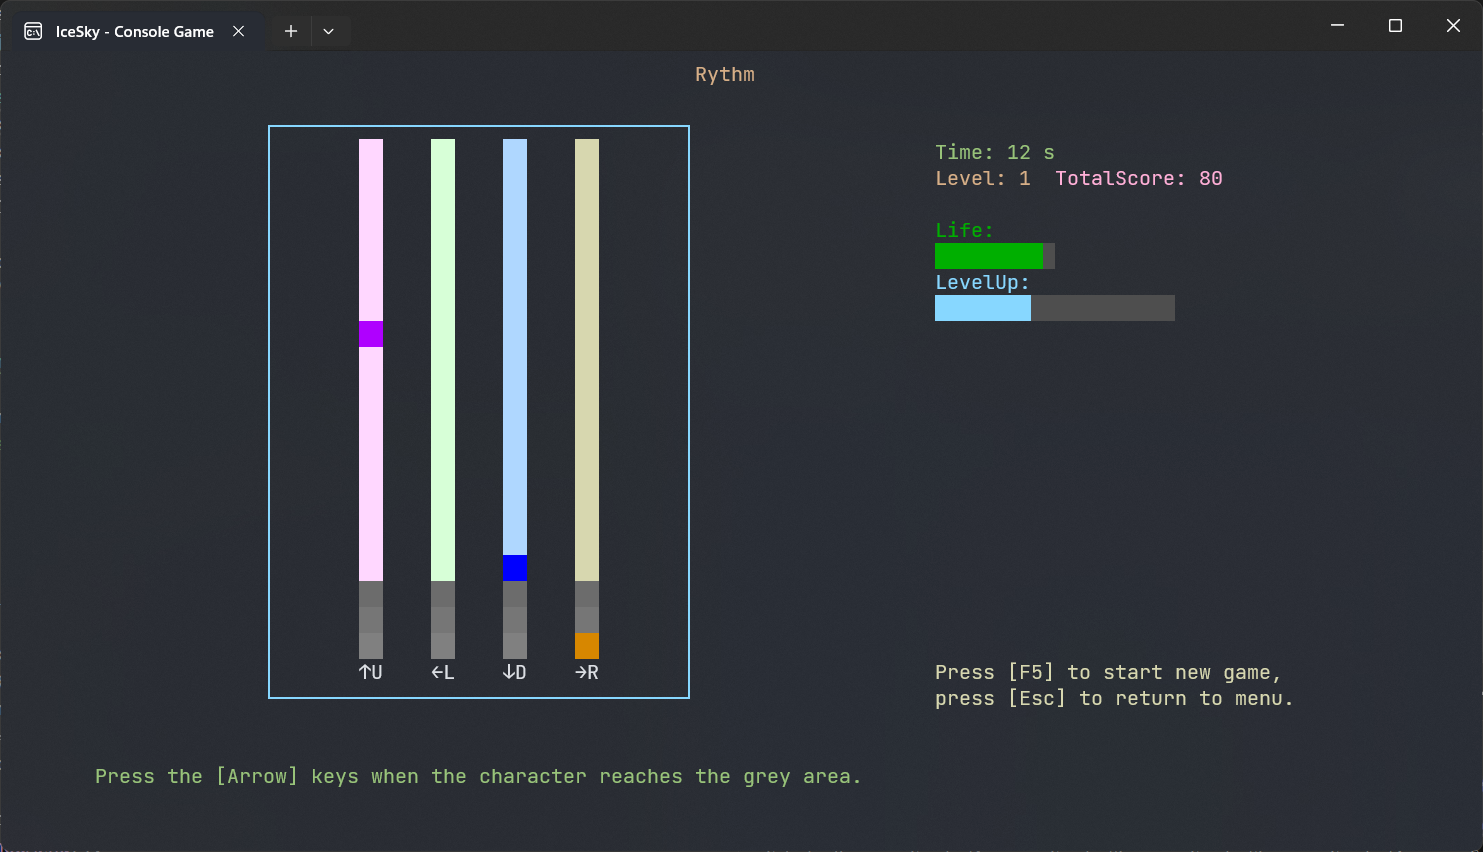 IceSky - Console Game
Rythm
Time: 12 s
Level: 1  TotalScore: 80
Life:
LevelUp:
↑U ←L ↓D →R
Press [F5] to start new game,
press [Esc] to return to menu.
Press the [Arrow] keys when the character reaches the grey area.